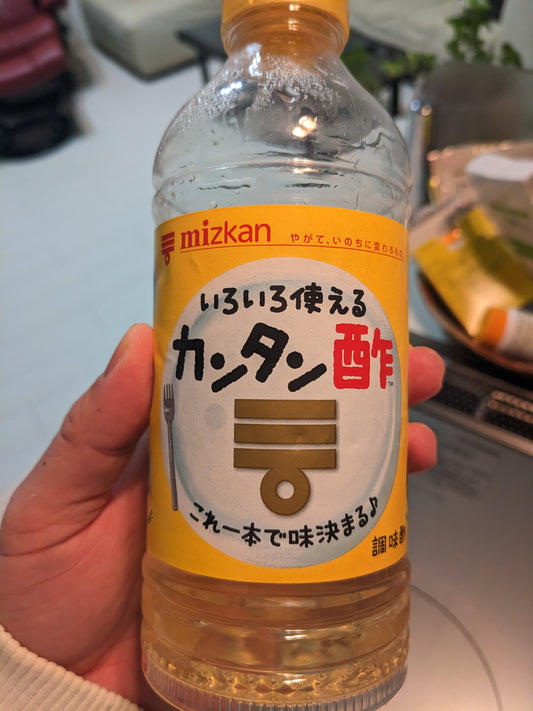 mizkan
やがて、いのちに変わるもの。
いろいろ使える
カンタン酢
TM
これ一本で味決まる♪
調味酢